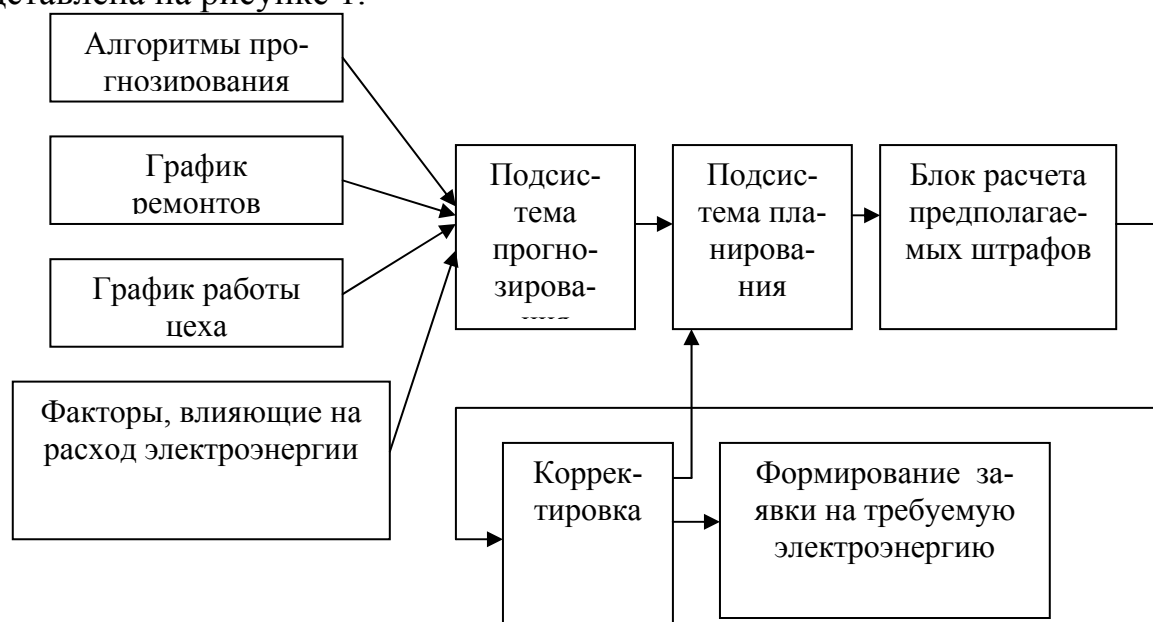 дставлена на рисунке 1.
Алгоритмы про-
гнозирования
График
ремонтов
График работы
цеха
Факторы, влияющие на
расход электроэнергии
Подсис-
тема
прогно-
зирова-
ния
Подсис-
тема пла-
нирова-
ния
Блок расчета
предполагае-
мых штрафов
Коррек-
тировка
Формирование за-
явки на требуемую
электроэнергию